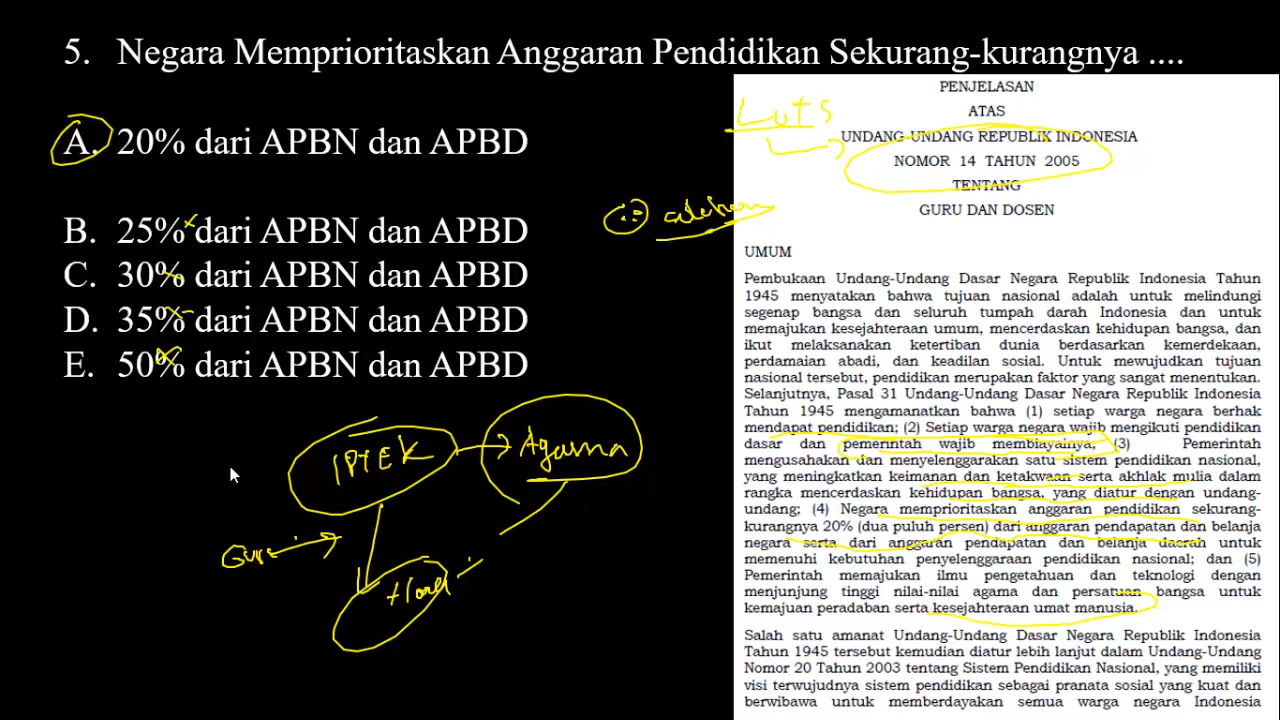 5. Negara Memprioritaskan Anggaran Pendidikan Sekurang-kurangnya ....
A. 20% dari APBN dan APBD
B. 25% dari APBN dan APBD
C. 30% dari APBN dan APBD
D. 35% dari APBN dan APBD
E. 50% dari APBN dan APBD
IPTEK
Agama
PENJELASAN
ATAS
UNDANG-UNDANG REPUBLIK INDONESIA
NOMOR 14 TAHUN 2005
TENTANG
GURU DAN DOSEN
UMUM
Pembukaan Undang-Undang Dasar Negara Republik Indonesia Tahun
1945 menyatakan bahwa tujuan nasional adalah untuk melindungi
segenap bangsa dan seluruh tumpah darah Indonesia dan untuk
memajukan kesejahteraan umum, mencerdaskan kehidupan bangsa, dan
ikut melaksanakan ketertiban dunia berdasarkan kemerdekaan,
perdamaian abadi, dan keadilan sosial. Untuk mewujudkan tujuan
nasional tersebut, pendidikan merupakan faktor yang sangat menentukan.
Selanjutnya, Pasal 31 Undang-Undang Dasar Negara Republik Indonesia
Tahun 1945 mengamanatkan bahwa (1) setiap warga negara berhak
mendapat pendidikan; (2) Setiap warga negara wajib mengikuti pendidikan
dasar dan pemerintah wajib membiayainya; (3) Pemerintah
mengusahakan dan menyelenggarakan satu sistem pendidikan nasional,
yang meningkatkan keimanan dan ketakwaan serta akhlak mulia dalam
rangka mencerdaskan kehidupan bangsa, yang diatur dengan undang-
undang; (4) Negara memprioritaskan anggaran pendidikan sekurang-
kurangnya 20% (dua puluh persen) dari anggaran pendapatan dan belanja
negara serta dari anggaran pendapatan dan belanja daerah untuk
memenuhi kebutuhan penyelenggaraan pendidikan nasional; dan (5)
Pemerintah memajukan ilmu pengetahuan dan teknologi dengan
menjunjung tinggi nilai-nilai agama dan persatuan bangsa untuk
kemajuan peradaban serta kesejahteraan umat manusia.
Salah satu amanat Undang-Undang Dasar Negara Republik Indonesia
Tahun 1945 tersebut kemudian diatur lebih lanjut dalam Undang-Undang
Nomor 20 Tahun 2003 tentang Sistem Pendidikan Nasional, yang memiliki
visi terwujudnya sistem pendidikan sebagai pranata sosial yang kuat dan
berwibawa untuk memberdayakan semua warga negara Indonesia